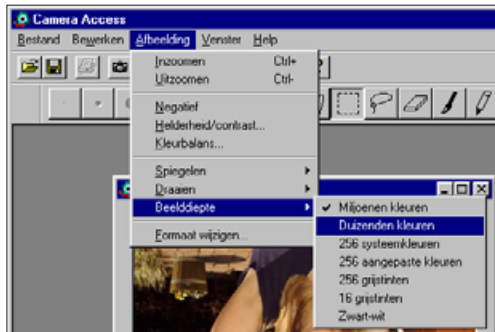 Camera Access
Bestand Bewerken Afbeelding Venster Help
Inzoomen Ctrl+
Uitzoomen Ctrl-
Negatief
Helderheid/contrast...
Kleurbalans...
Spiegelen
Draaien
Beelddiepte
Formaat wijzigen...
Miljoenen kleuren
Duizenden kleuren
256 systeemkleuren
256 aangepaste kleuren
256 grijstinten
16 grijstinten
Zwart-wit